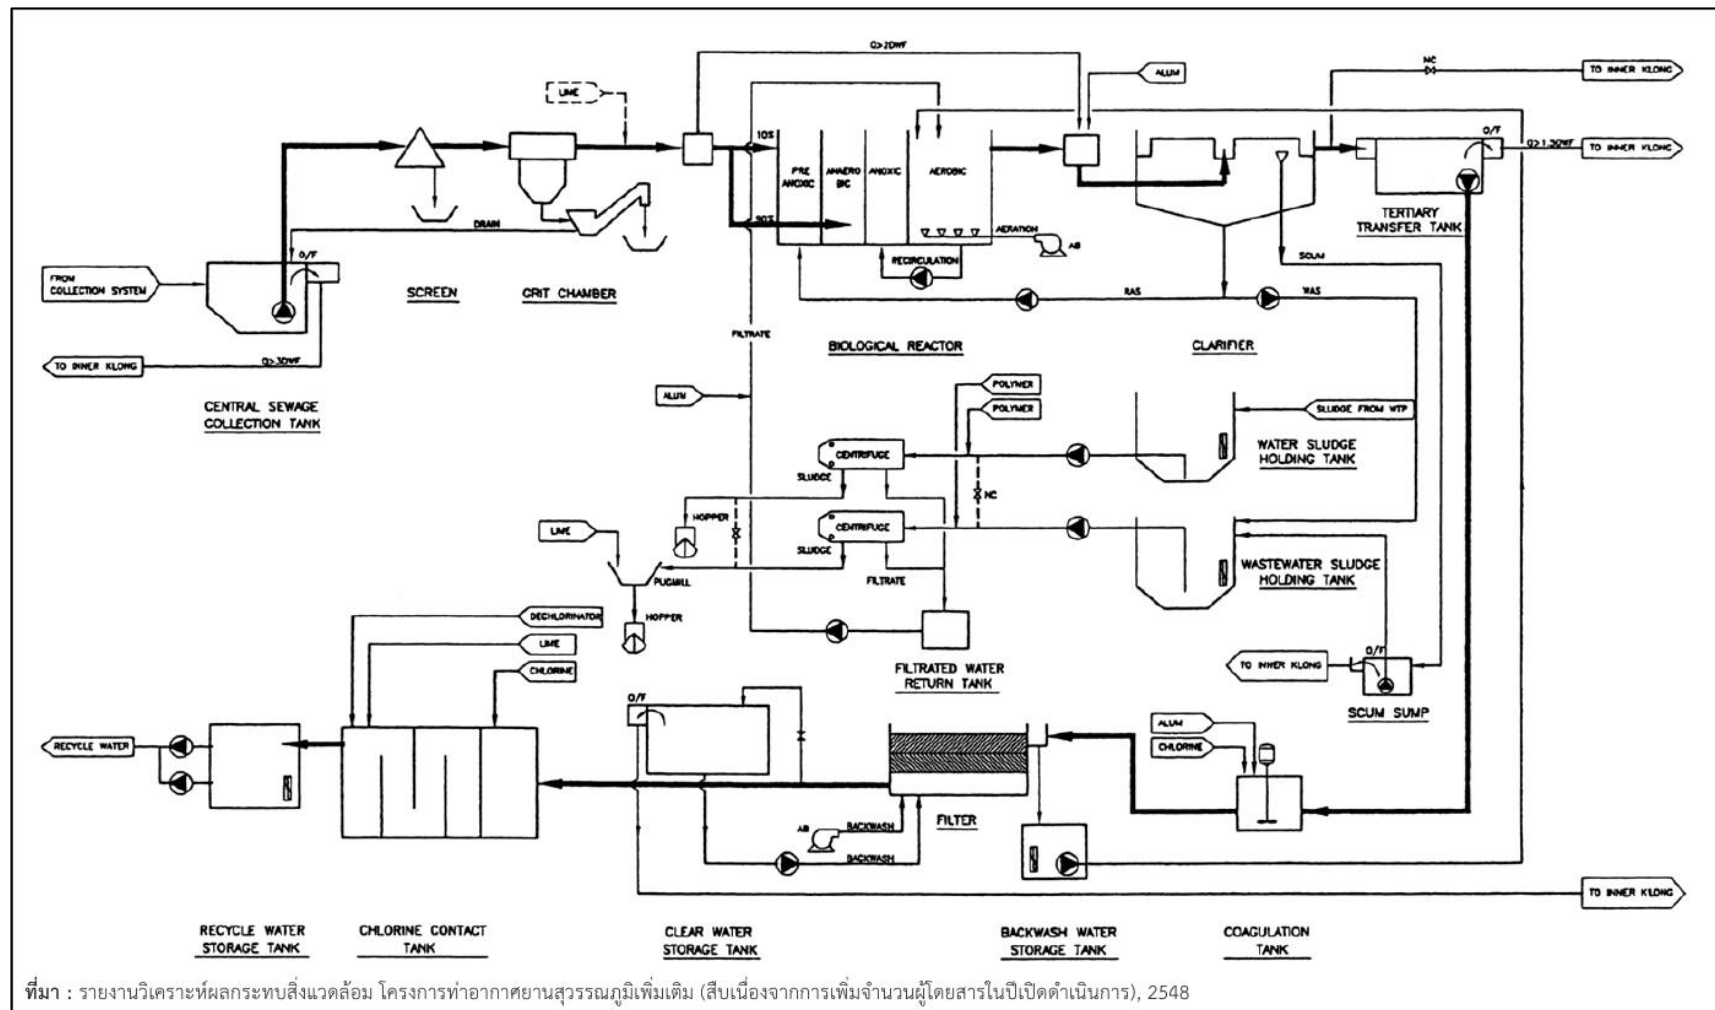 Q>2DWF
NC
ALUM
TO INNER KLONG
LIME
10%
O/F
Q>1.5DWF
TO INNER KLONG
PRE
ANOXIC
ANAERO
BIC
ANOXIC
AEROBIC
TERTIARY
TRANSFER TANK
90%
DRAIN
AERATION
AB
O/F
SCUM
FROM
COLLECTION SYSTEM
SCREEN
GRIT CHAMBER
RECIRCULATION
RAS
WAS
FILTRATE
BIOLOGICAL REACTOR
CLARIFIER
TO INNER KLONG
Q>3DWF
CENTRAL SEWAGE
COLLECTION TANK
ALUM
POLYMER
POLYMER
SLUDGE FROM WTP
CENTRIFUGE
WATER SLUDGE
HOLDING TANK
SLUDGE
NC
HOPPER
LIME
CENTRIFUGE
SLUDGE
PUGMILL
FILTRATE
WASTEWATER SLUDGE
HOLDING TANK
DECHLORINATOR
HOPPER
LIME
O/F
CHLORINE
FILTRATED WATER
RETURN TANK
TO INNER KLONG
SCUM SUMP
O/F
ALUM
CHLORINE
RECYCLE WATER
FILTER
AB
BACKWASH
BACKWASH
TO INNER KLONG
RECYCLE WATER
STORAGE TANK
CHLORINE CONTACT
TANK
CLEAR WATER
STORAGE TANK
BACKWASH WATER
STORAGE TANK
COAGULATION
TANK
ที่มา : รายงานวิเคราะห์ผลกระทบสิ่งแวดล้อม โครงการท่าอากาศยานสุวรรณภูมิเพิ่มเติม (สืบเนื่องจากการเพิ่มจำนวนผู้โดยสารในปีเปิดดำเนินการ), 2548